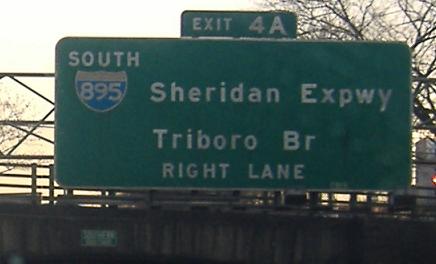 EXIT 4A
SOUTH
895
Sheridan Expwy
Triboro Br
RIGHT LANE